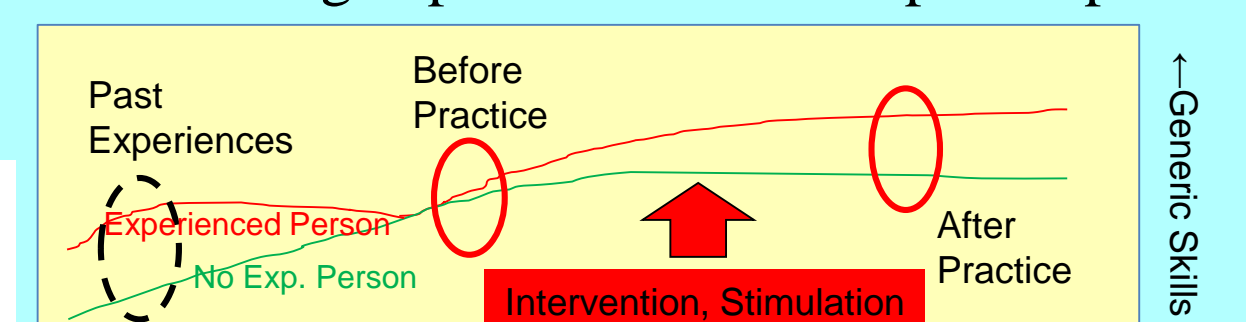 Past
Experiences
Before
Practice
Experienced Person
No Exp. Person
Intervention, Stimulation
After
Practice
←Generic Skills